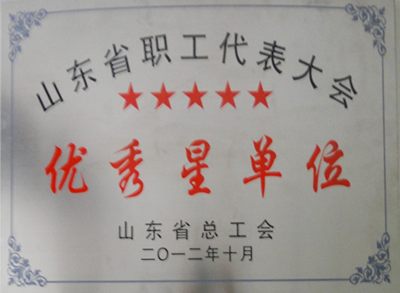 山东省职工代表大会
★★★★★
优秀星单位
山东省总工会
二〇一二年十月